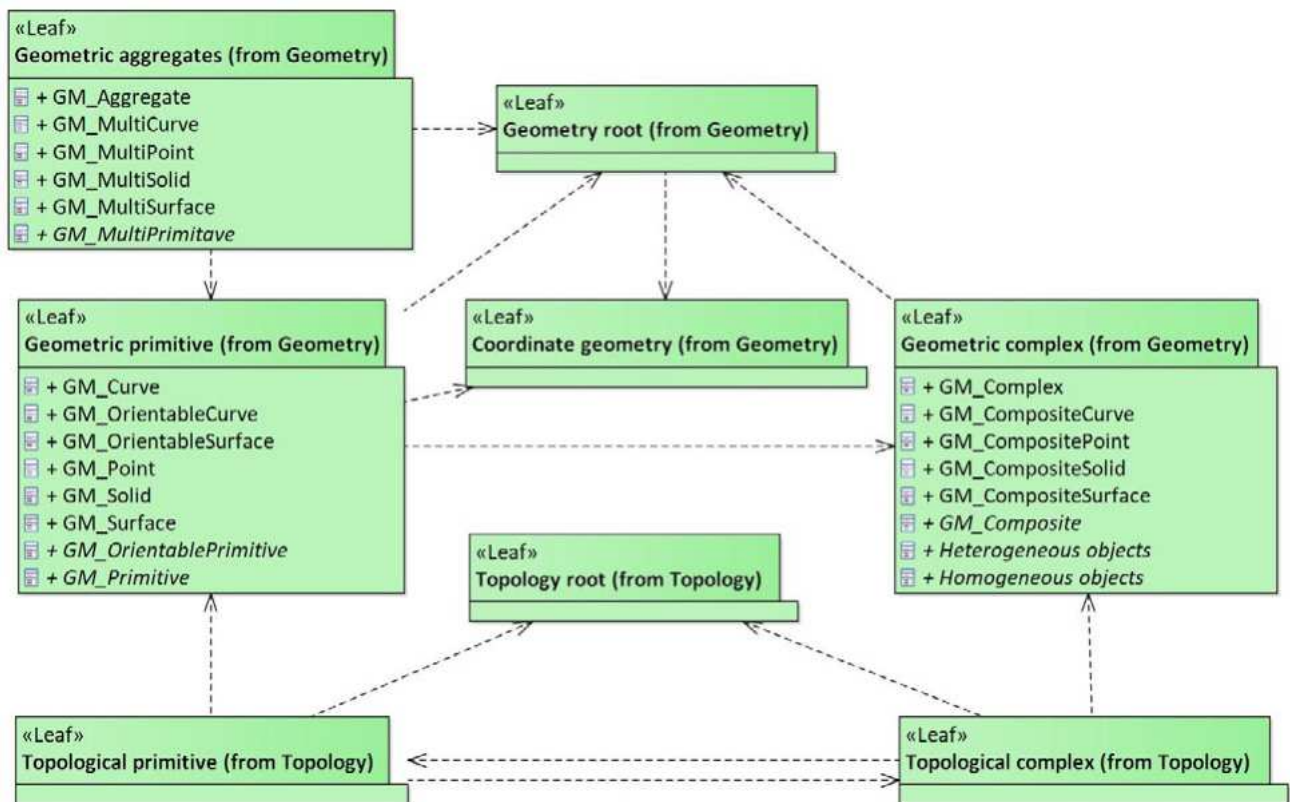 «Leaf»
Geometric aggregates (from Geometry)
+ GM_Aggregate
+ GM_MultiCurve
+ GM_MultiPoint
+ GM_MultiSolid
+ GM_MultiSurface
+ GM_MultiPrimitave
«Leaf»
Geometry root (from Geometry)
«Leaf»
Geometric primitive (from Geometry)
+ GM_Curve
+ GM_OrientableCurve
+ GM_OrientableSurface
+ GM_Point
+ GM_Solid
+ GM_Surface
+ GM_OrientablePrimitive
+ GM_Primitive
«Leaf»
Coordinate geometry (from Geometry)
«Leaf»
Geometric complex (from Geometry)
+ GM_Complex
+ GM_CompositeCurve
+ GM_CompositePoint
+ GM_CompositeSolid
+ GM_CompositeSurface
+ GM_Composite
+ Heterogeneous objects
+ Homogeneous objects
«Leaf»
Topology root (from Topology)
«Leaf»
Topological primitive (from Topology)
«Leaf»
Topological complex (from Topology)